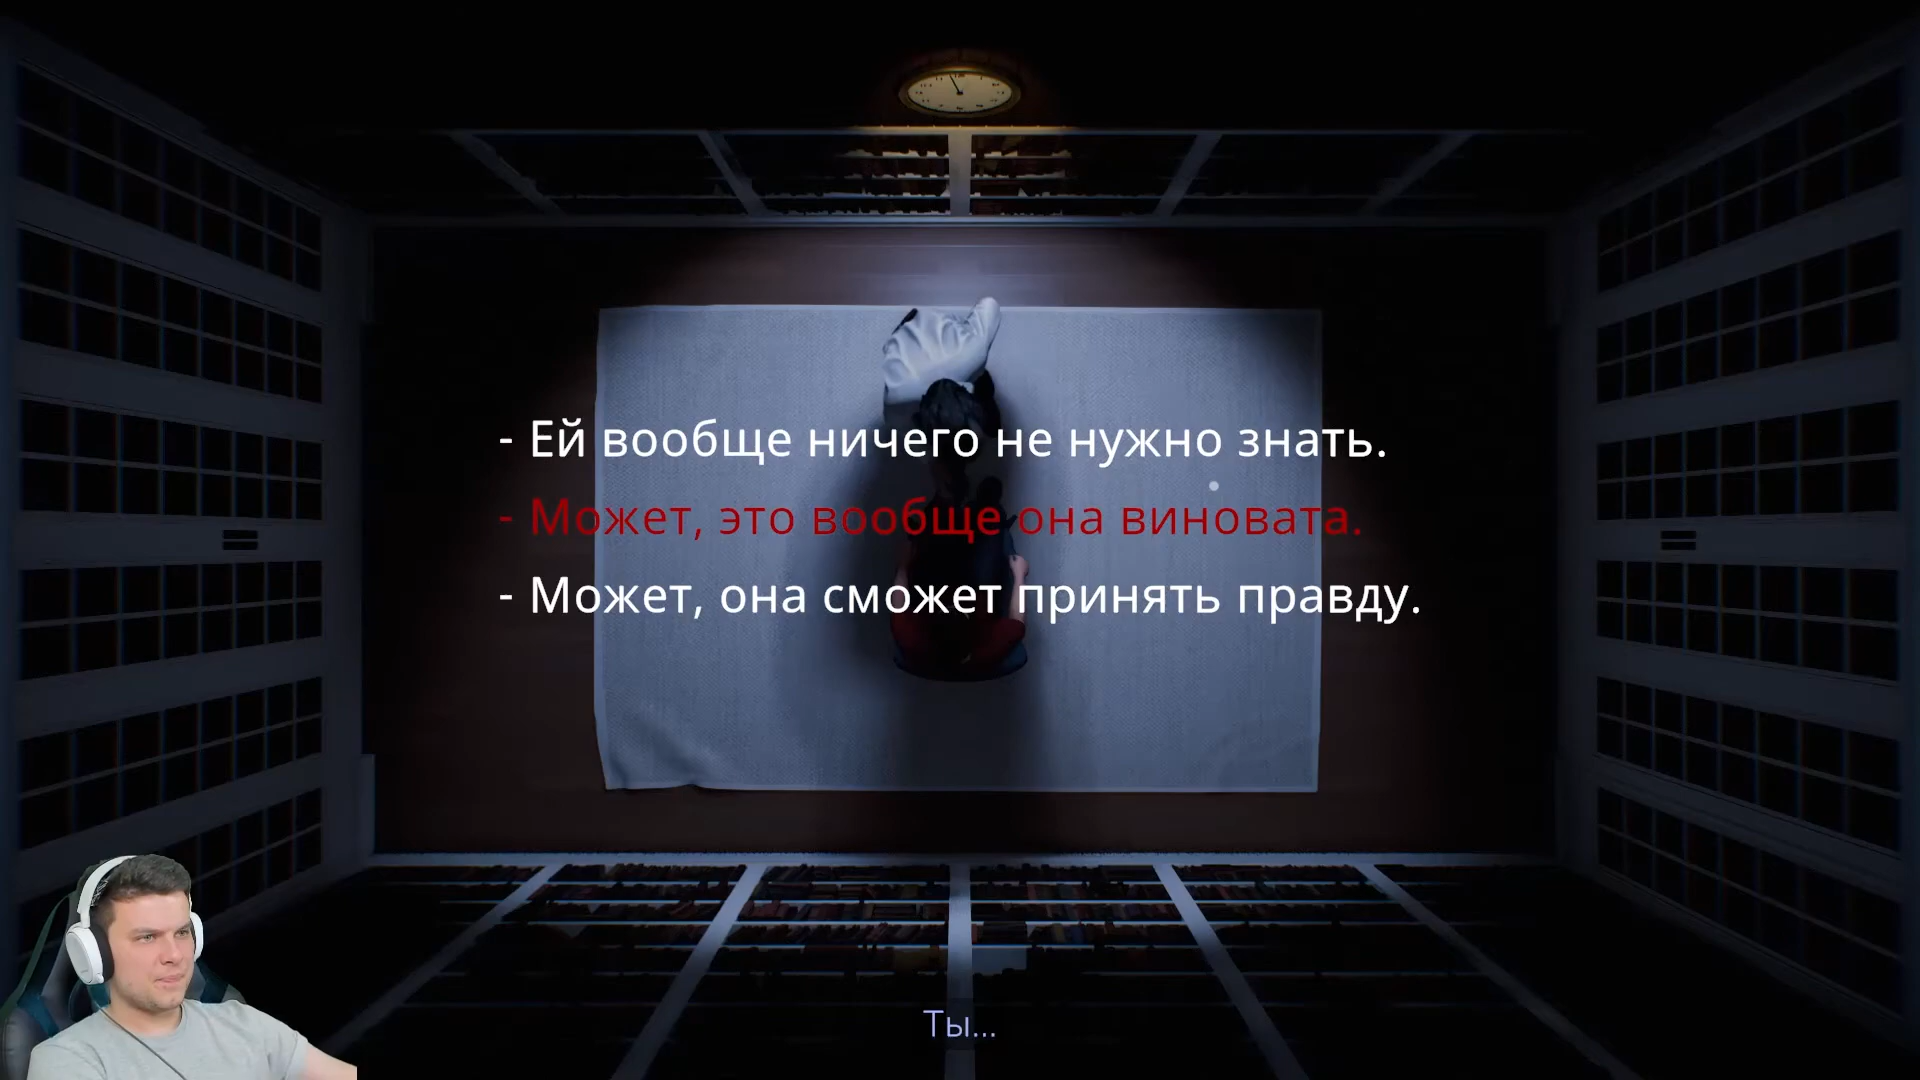 - Ей вообще ничего не нужно знать.
- Может, это вообще она виновата.
- Может, она сможет принять правду.
Ты...